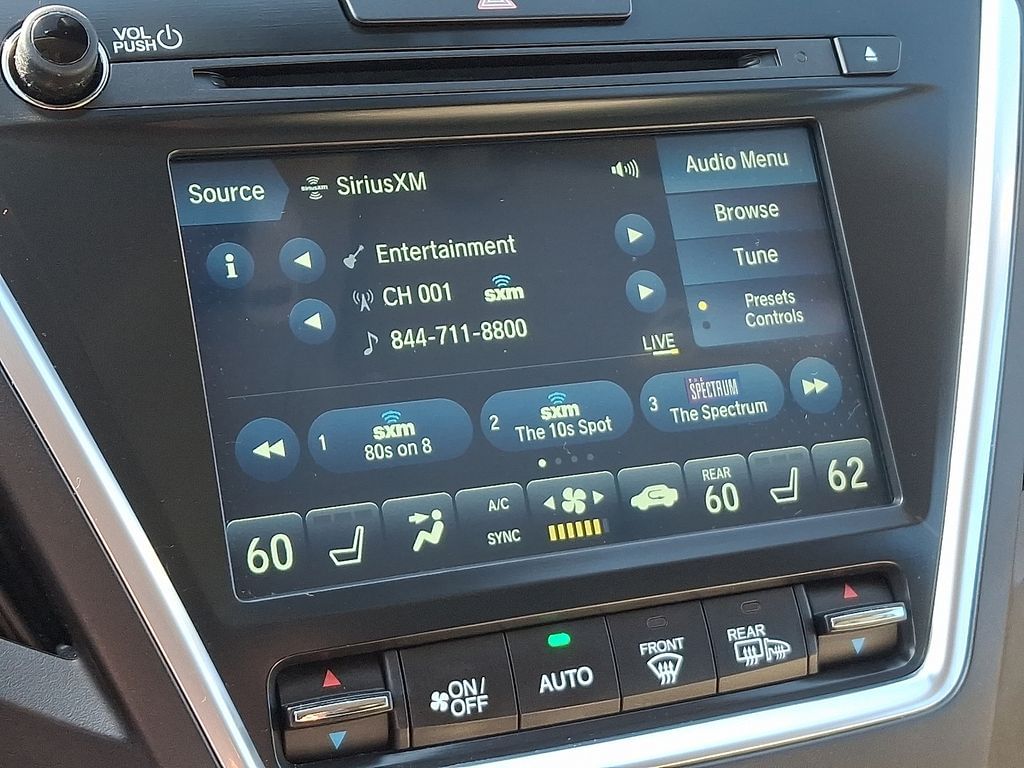 VOL
PUSH
Source
SiriusXM
Audio Menu
Browse
Tune
Presets
Controls
i
Entertainment
CH 001
sxm
844-711-8800
LIVE
1
sxm
80s on 8
2
sxm
The 10s Spot
3
SPECTRUM
The Spectrum
60
A/C
SYNC
REAR
60
62
ON/
OFF
AUTO
FRONT
REAR